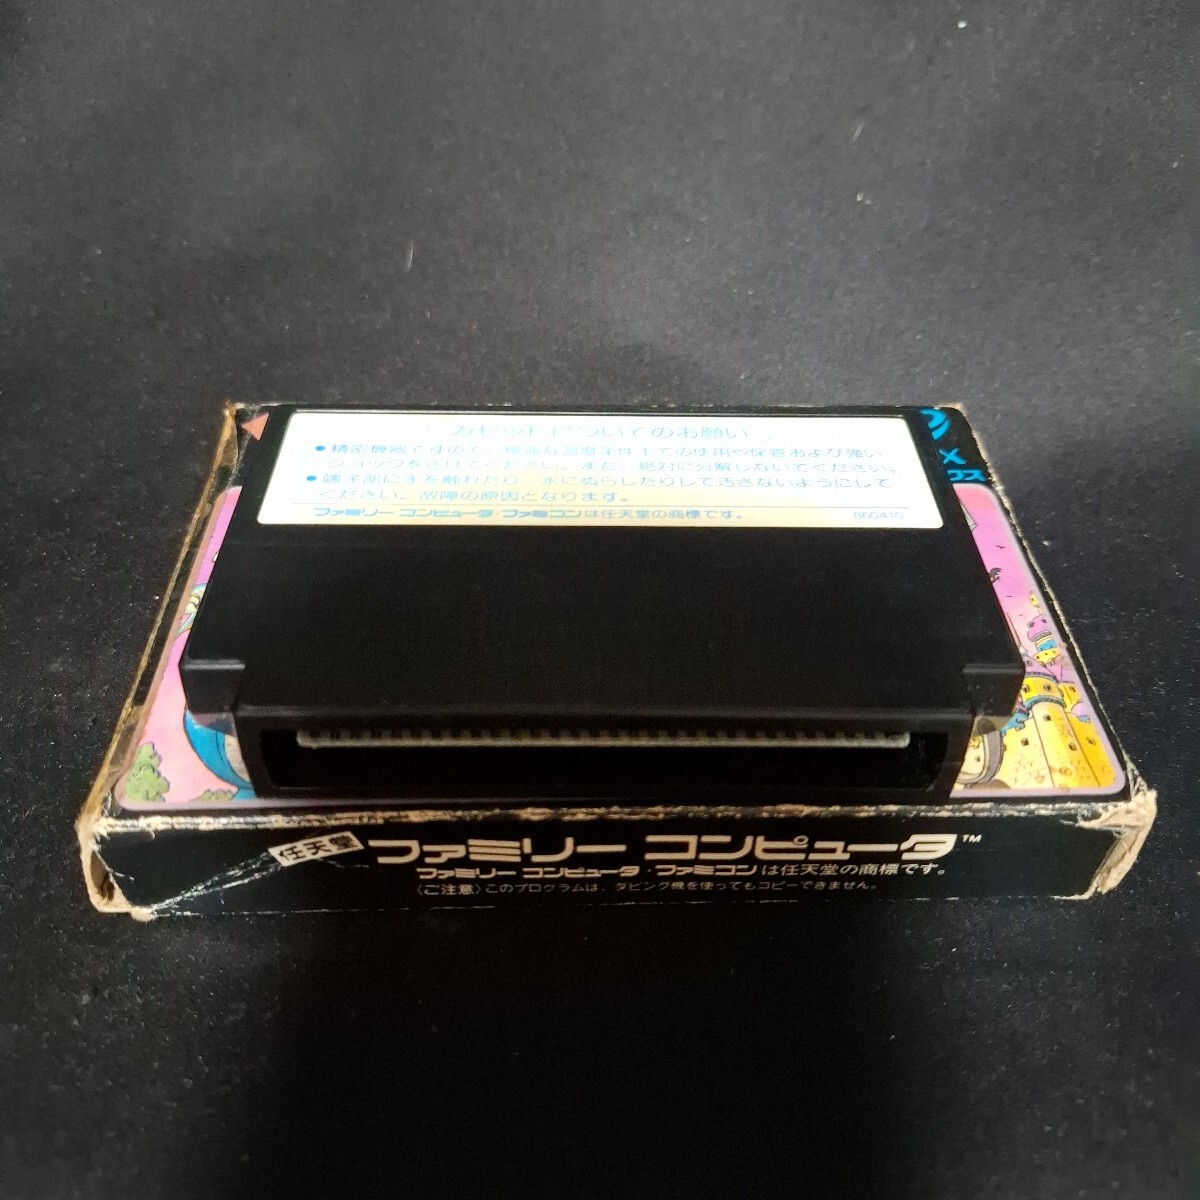 カセットについてのお願い
●精密機器ですので、極端な温度条件下での使用や保管および強い
ショックをさけてください。また、絶対に分解しないでください。
●端子部に手を触れたり、水にぬらしたりして汚さないようにして
ください。故障の原因となります。
ファミリー コンピュータ・ファミコンは任天堂の商標です。 860410
クス
任天堂 ファミリー コンピュータ™
ファミリー コンピュータ・ファミコンは任天堂の商標です。
〈ご注意〉このプログラムは、ダビング機を使ってもコピーできません。